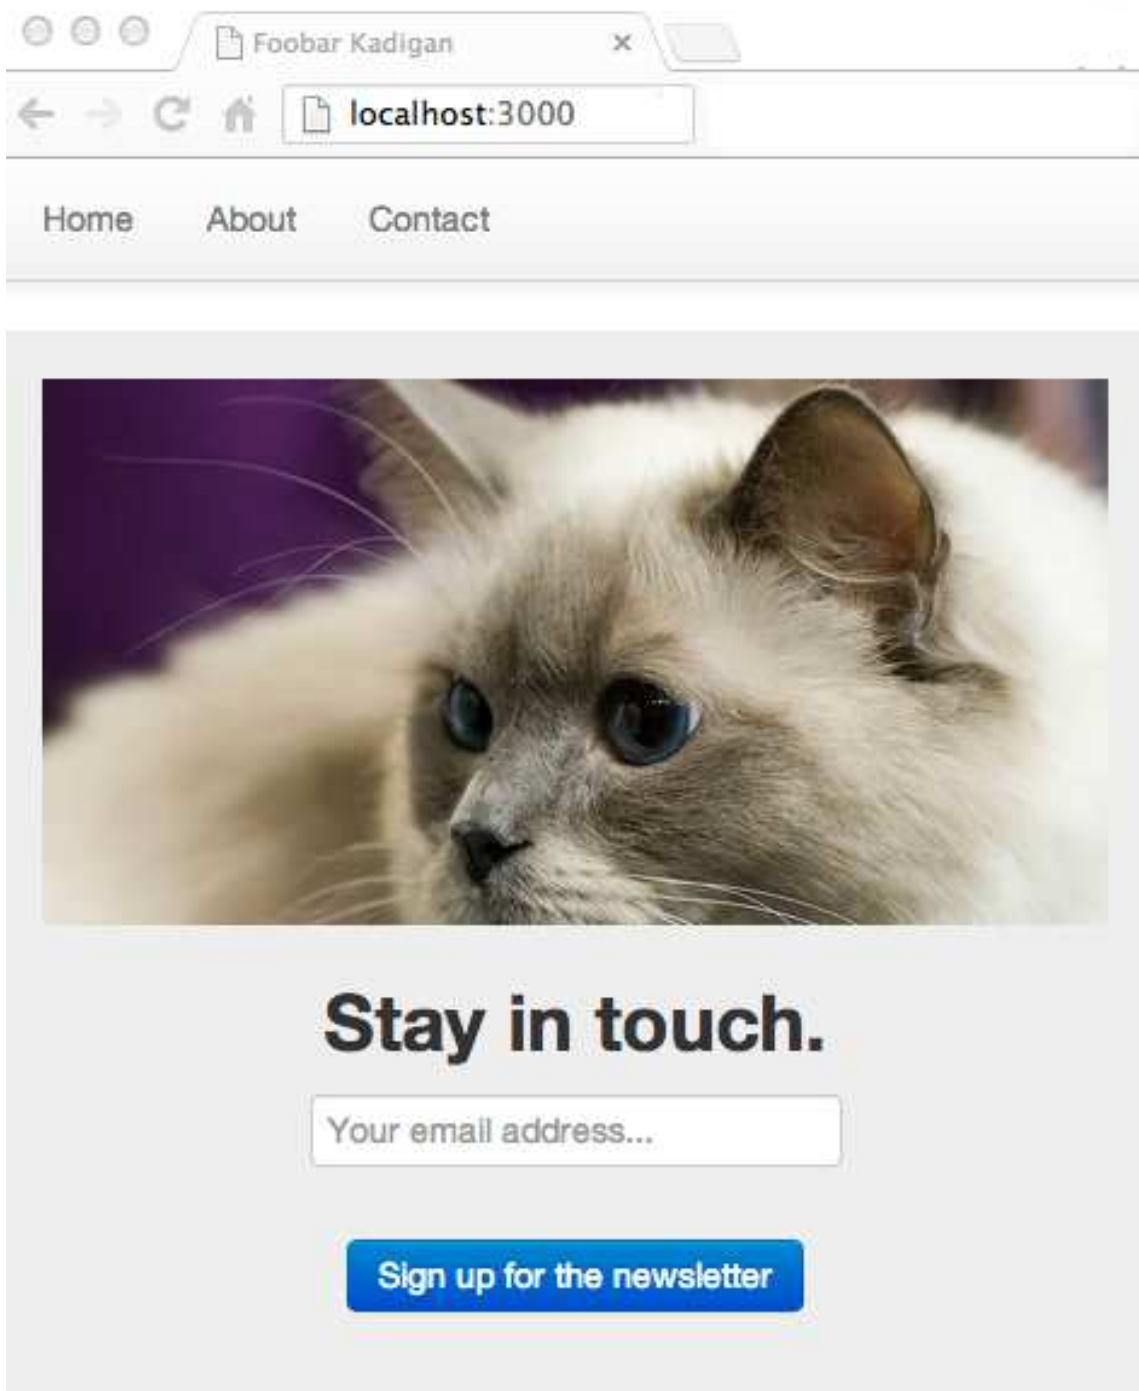 Foobar Kadigan
localhost:3000
Home About Contact
Stay in touch.
Your email address...
Sign up for the newsletter